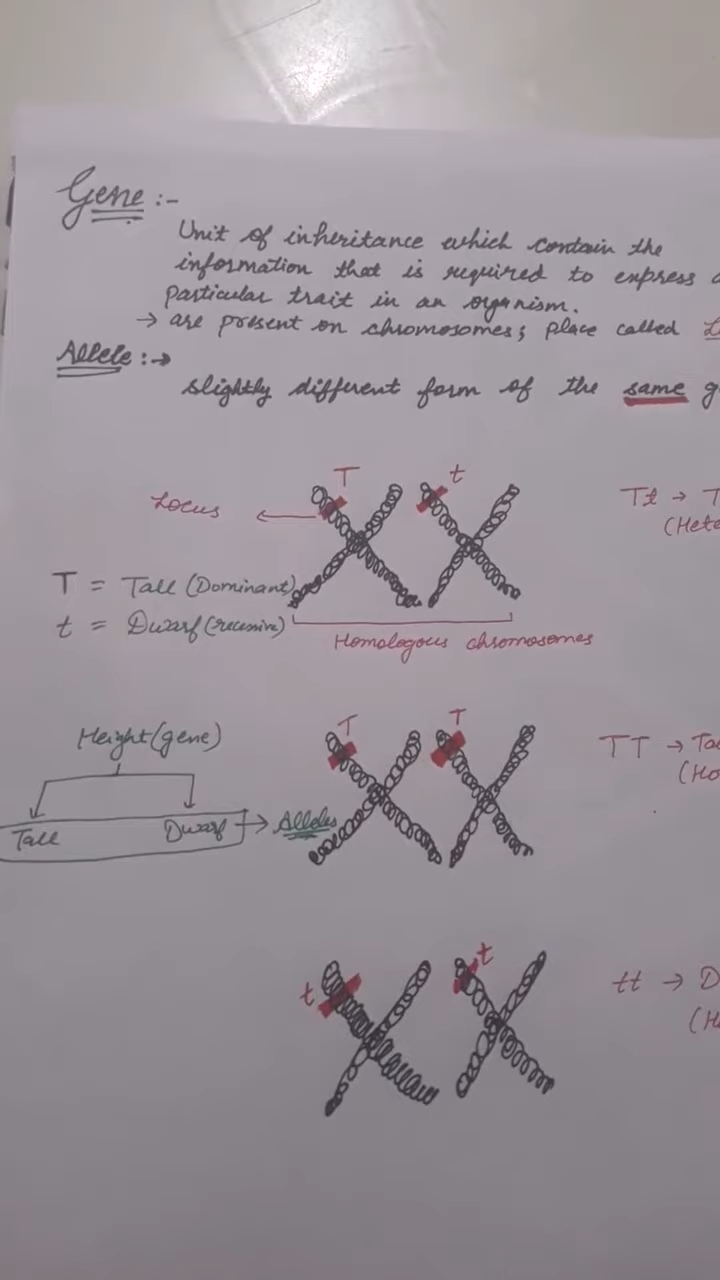 Gene :-
Unit of inheritance which contain the
information that is required to express
particular trait in an organism.
→ are present on chromosomes; place called
Allele :→
slightly different form of the same
T t
Locus ←
Tt → T
(Hete
T = Tall (Dominant)
t = Dwarf (recessive)
Homologous chromosomes
T T
Height (gene)
TT → Ta
(Ho
Tall Dwarf → Alleles
t t
tt → D
(H